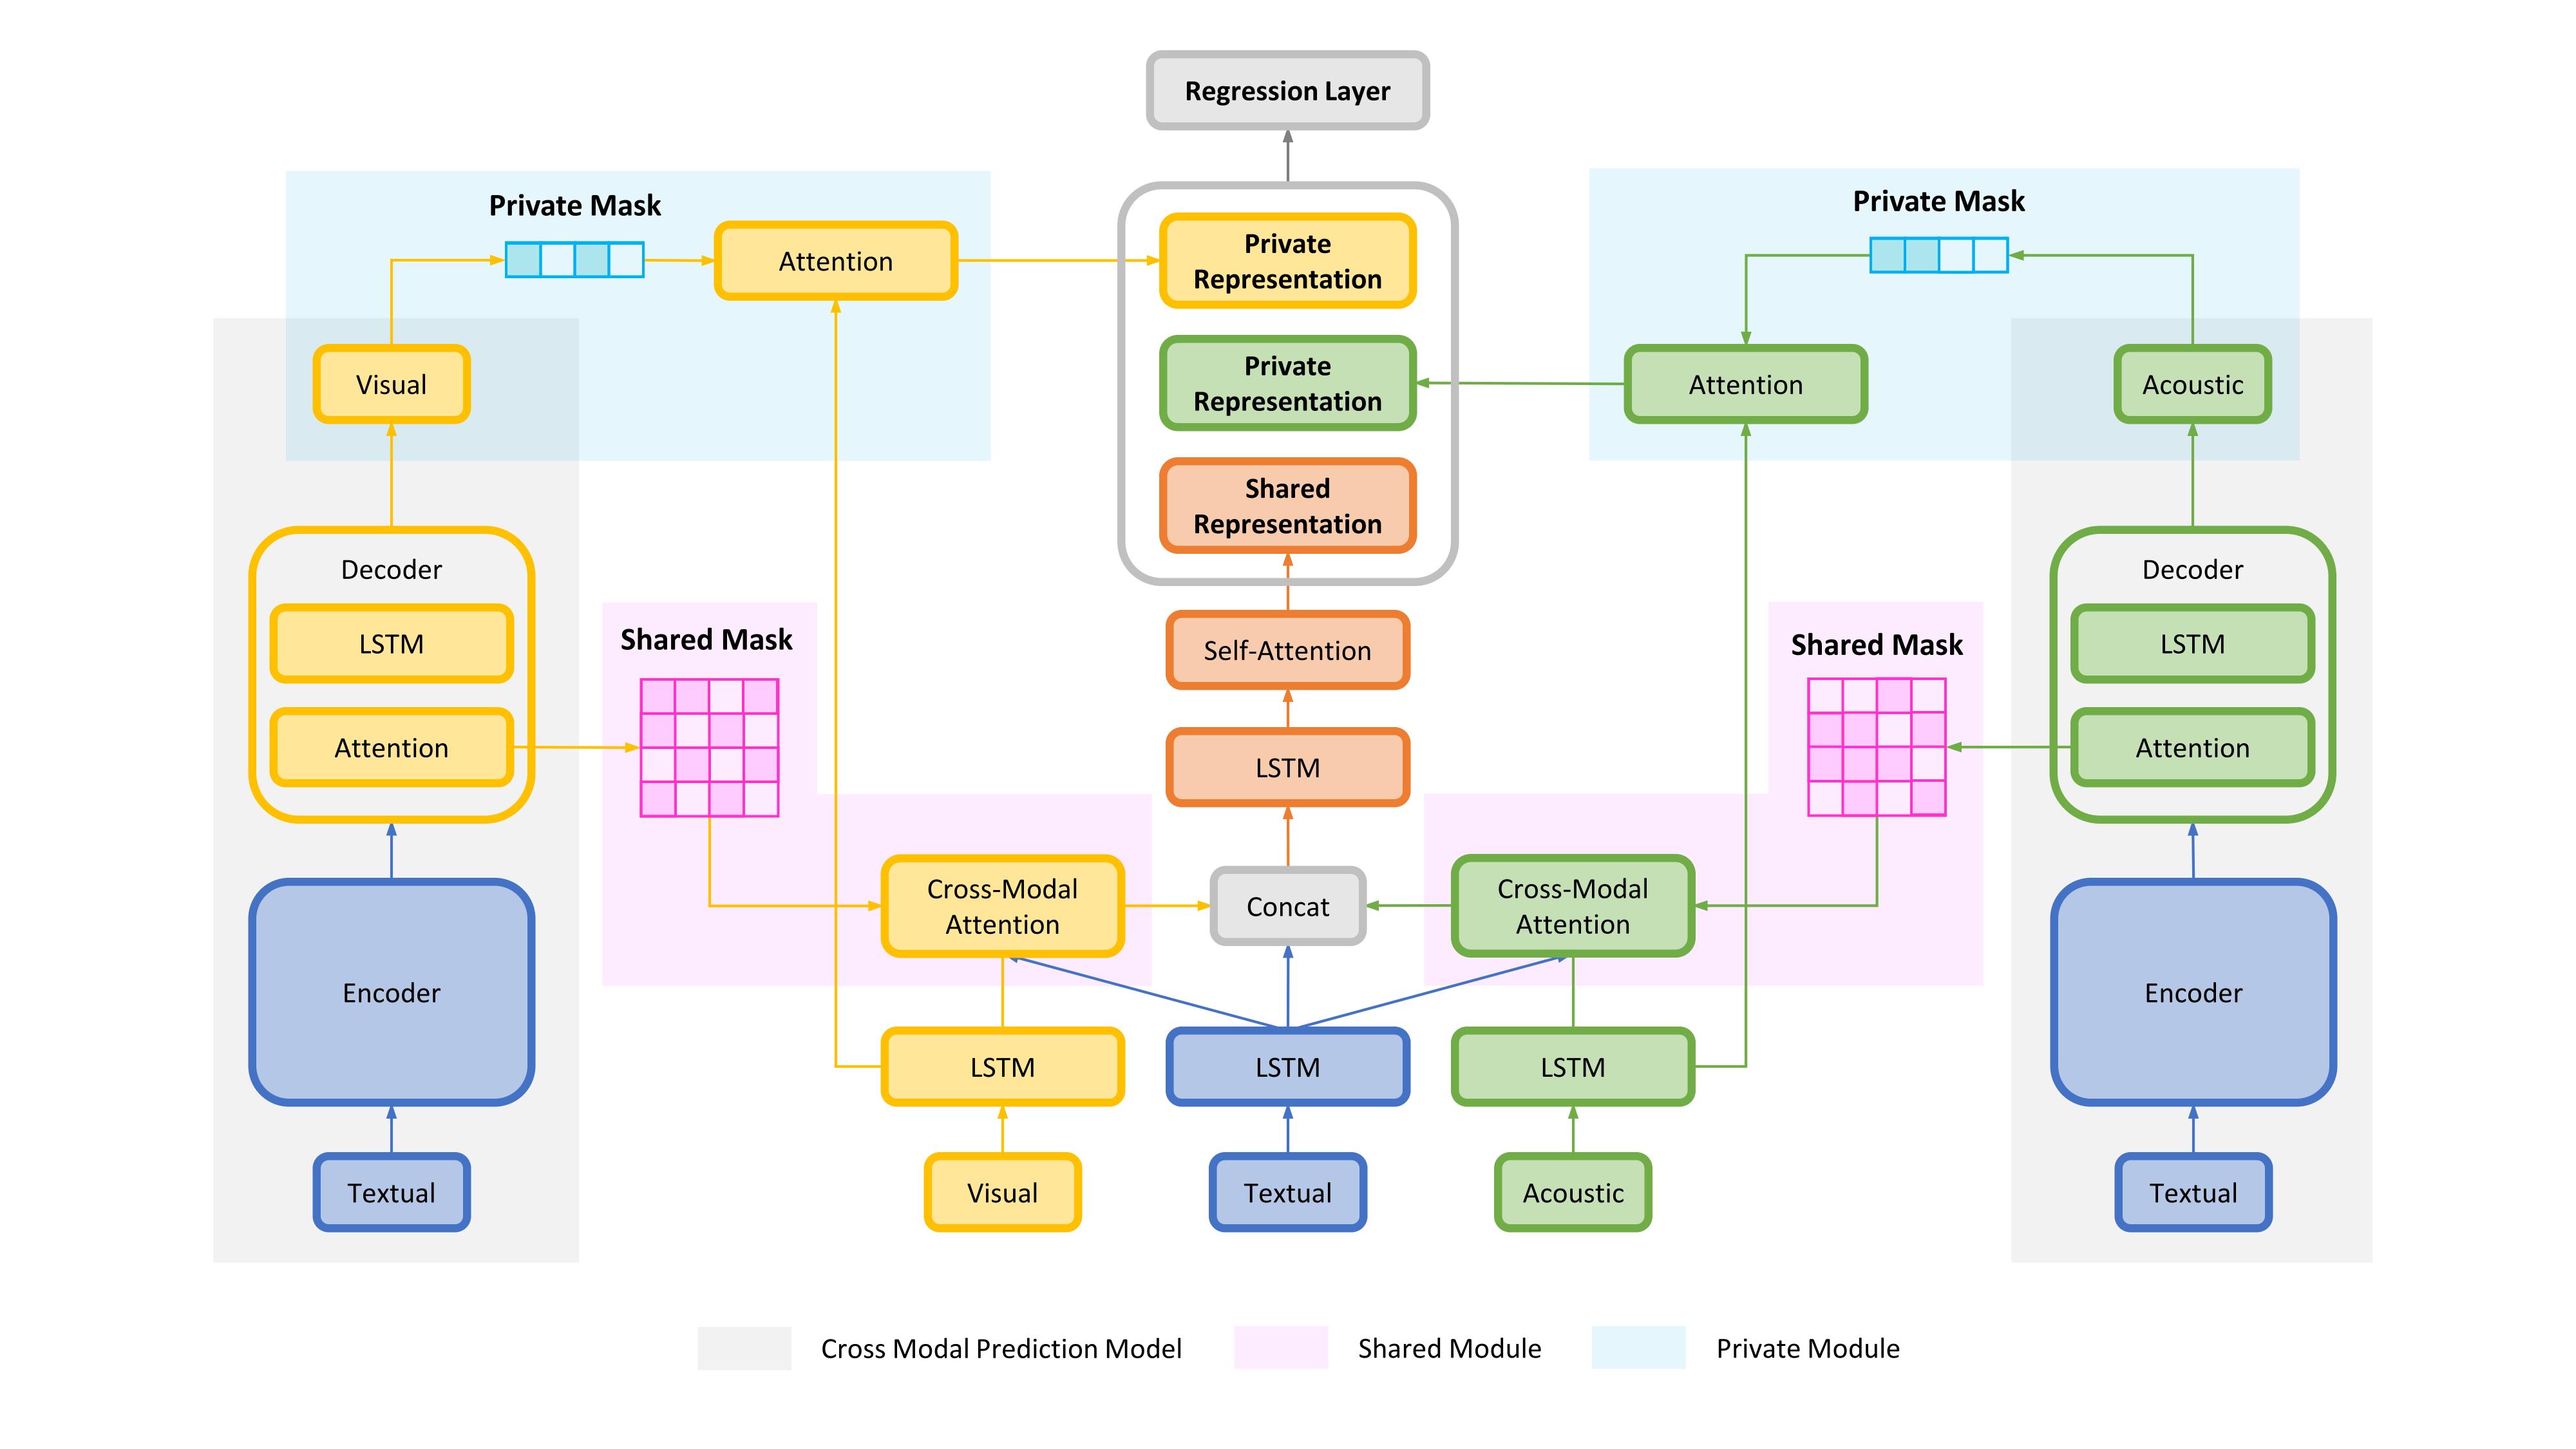 Regression Layer
Private Mask
Attention
Visual
Private
Representation
Private
Representation
Shared
Representation
Private Mask
Attention
Acoustic
Decoder
LSTM
Attention
Shared Mask
Self-Attention
LSTM
Shared Mask
Decoder
LSTM
Attention
Encoder
Cross-Modal
Attention
Concat
Cross-Modal
Attention
Encoder
LSTM
LSTM
LSTM
Textual
Visual
Textual
Acoustic
Textual
Cross Modal Prediction Model
Shared Module
Private Module